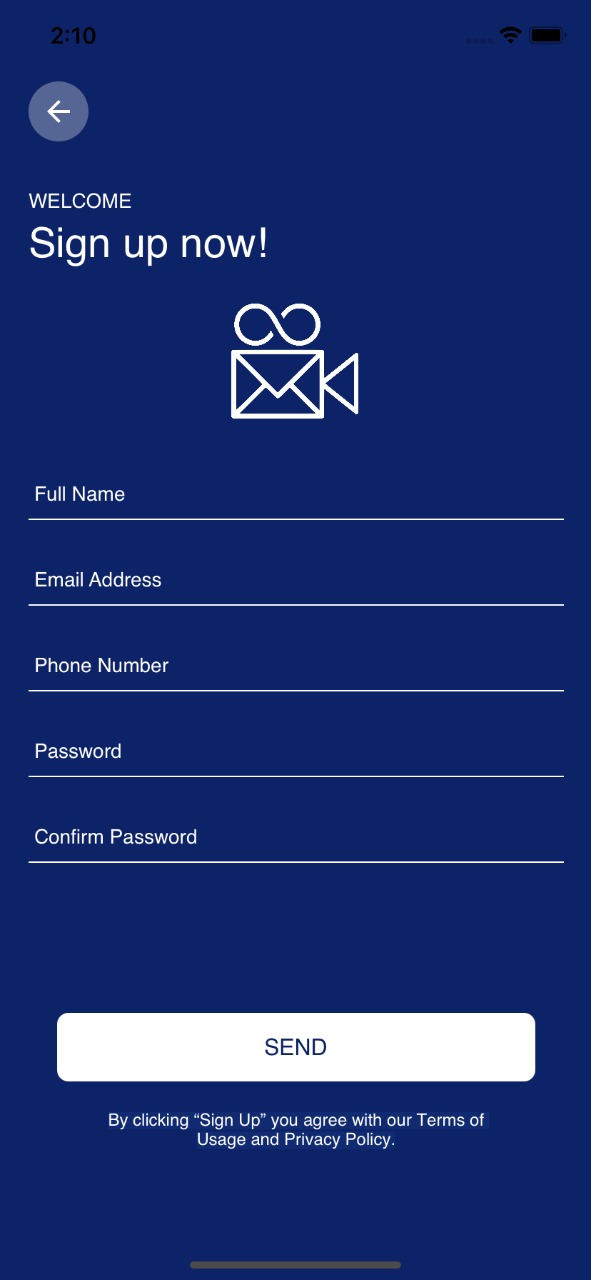 2:10
WELCOME
Sign up now!
Full Name
Email Address
Phone Number
Password
Confirm Password
SEND
By clicking “Sign Up” you agree with our Terms of
Usage and Privacy Policy.